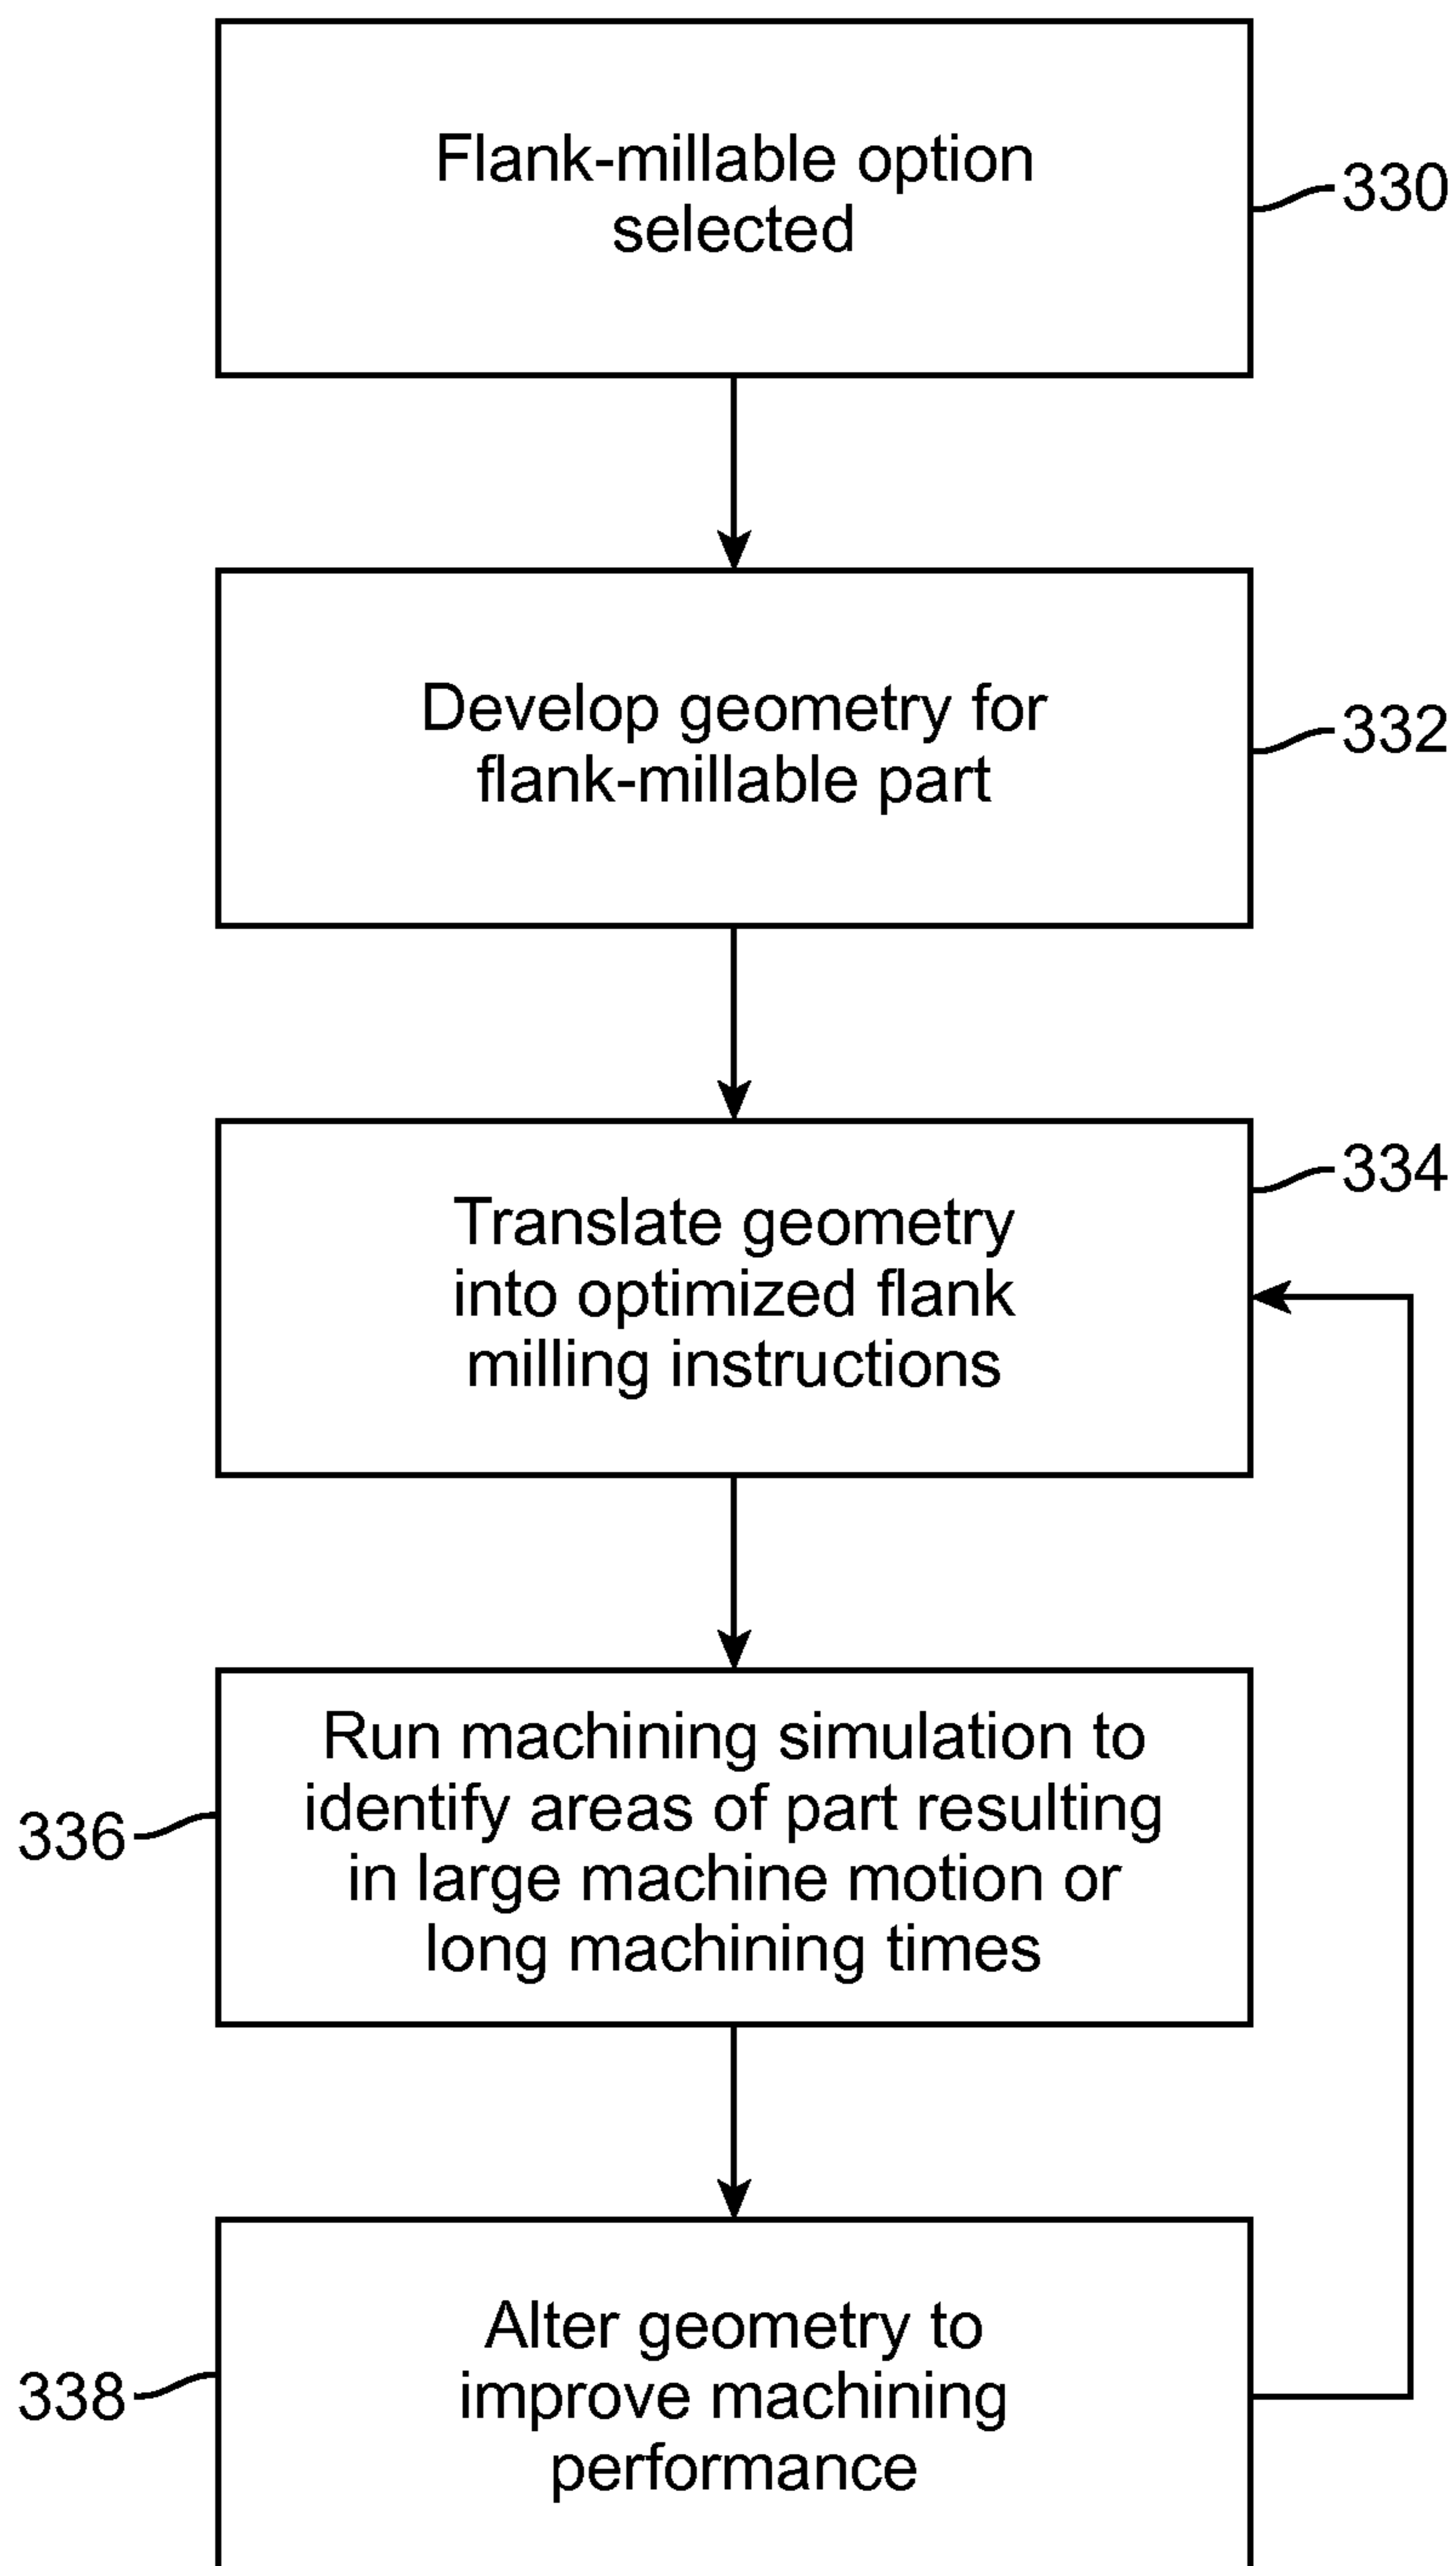 Flank-millable option
selected
330
Develop geometry for
flank-millable part
332
334
Translate geometry
into optimized flank
milling instructions
Run machining simulation to
identify areas of part resulting
in large machine motion or
long machining times
336
Alter geometry to
improve machining
performance
338